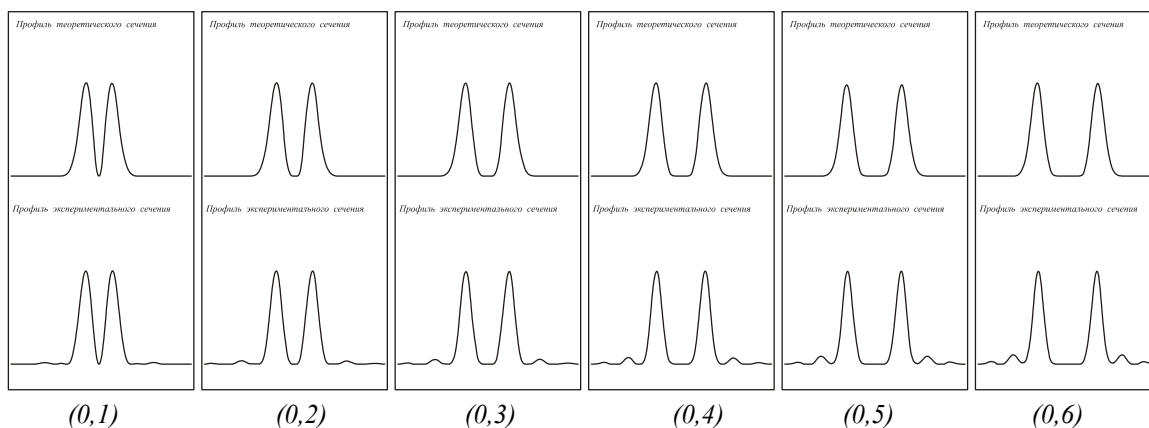 Профиль теоретического сечения
Профиль теоретического сечения
Профиль теоретического сечения
Профиль теоретического сечения
Профиль теоретического сечения
Профиль теоретического сечения
Профиль экспериментального сечения
Профиль экспериментального сечения
Профиль экспериментального сечения
Профиль экспериментального сечения
Профиль экспериментального сечения
Профиль экспериментального сечения
(0,1)
(0,2)
(0,3)
(0,4)
(0,5)
(0,6)